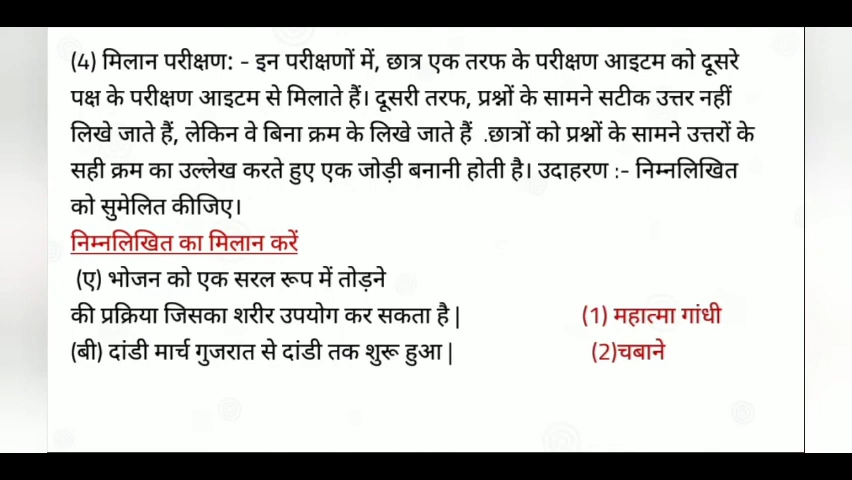 (4) मिलान परीक्षण: - इन परीक्षणों में, छात्र एक तरफ के परीक्षण आइटम को दूसरे
पक्ष के परीक्षण आइटम से मिलाते हैं। दूसरी तरफ, प्रश्नों के सामने सटीक उत्तर नहीं
लिखे जाते हैं, लेकिन वे बिना क्रम के लिखे जाते हैं .छात्रों को प्रश्नों के सामने उत्तरों के
सही क्रम का उल्लेख करते हुए एक जोड़ी बनानी होती है। उदाहरण :- निम्नलिखित
को सुमेलित कीजिए।
निम्नलिखित का मिलान करें
(ए) भोजन को एक सरल रूप में तोड़ने
की प्रक्रिया जिसका शरीर उपयोग कर सकता है | (1) महात्मा गांधी
(बी) दांडी मार्च गुजरात से दांडी तक शुरू हुआ | (2)चबाने